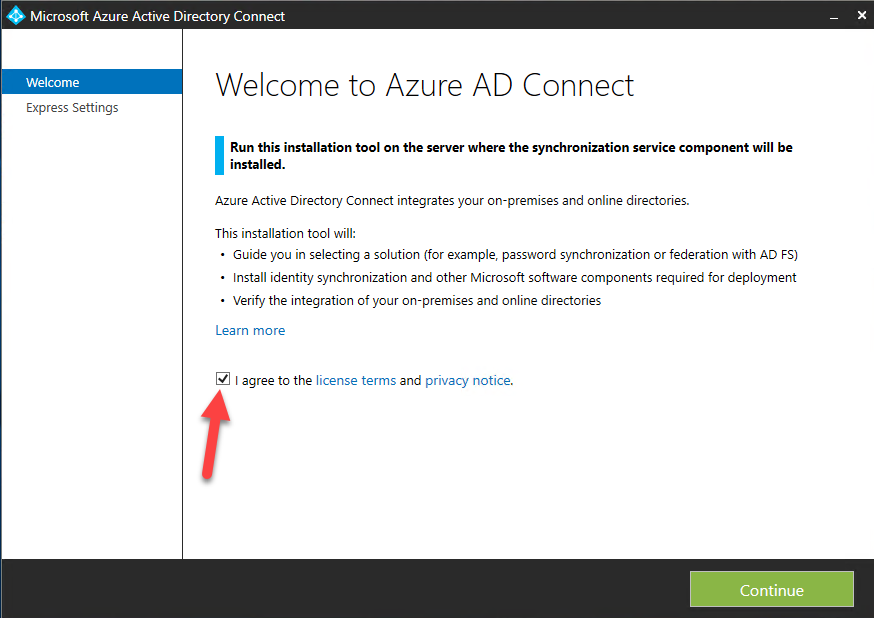 Microsoft Azure Active Directory Connect
Welcome
Express Settings
Welcome to Azure AD Connect
Run this installation tool on the server where the synchronization service component will be
installed.
Azure Active Directory Connect integrates your on-premises and online directories.
This installation tool will:
• Guide you in selecting a solution (for example, password synchronization or federation with AD FS)
• Install identity synchronization and other Microsoft software components required for deployment
• Verify the integration of your on-premises and online directories
Learn more
I agree to the license terms and privacy notice.
Continue